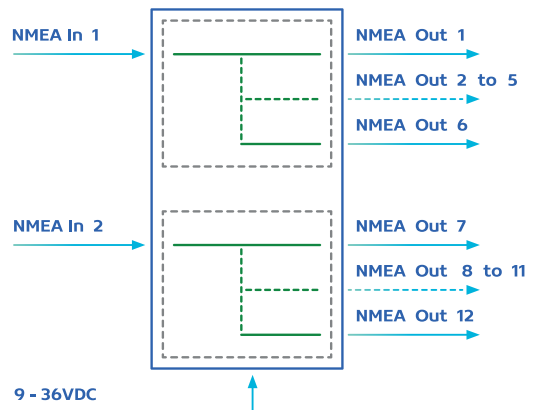 NMEA In 1
NMEA Out 1
NMEA Out 2 to 5
NMEA Out 6
NMEA In 2
NMEA Out 7
NMEA Out 8 to 11
NMEA Out 12
9 - 36VDC